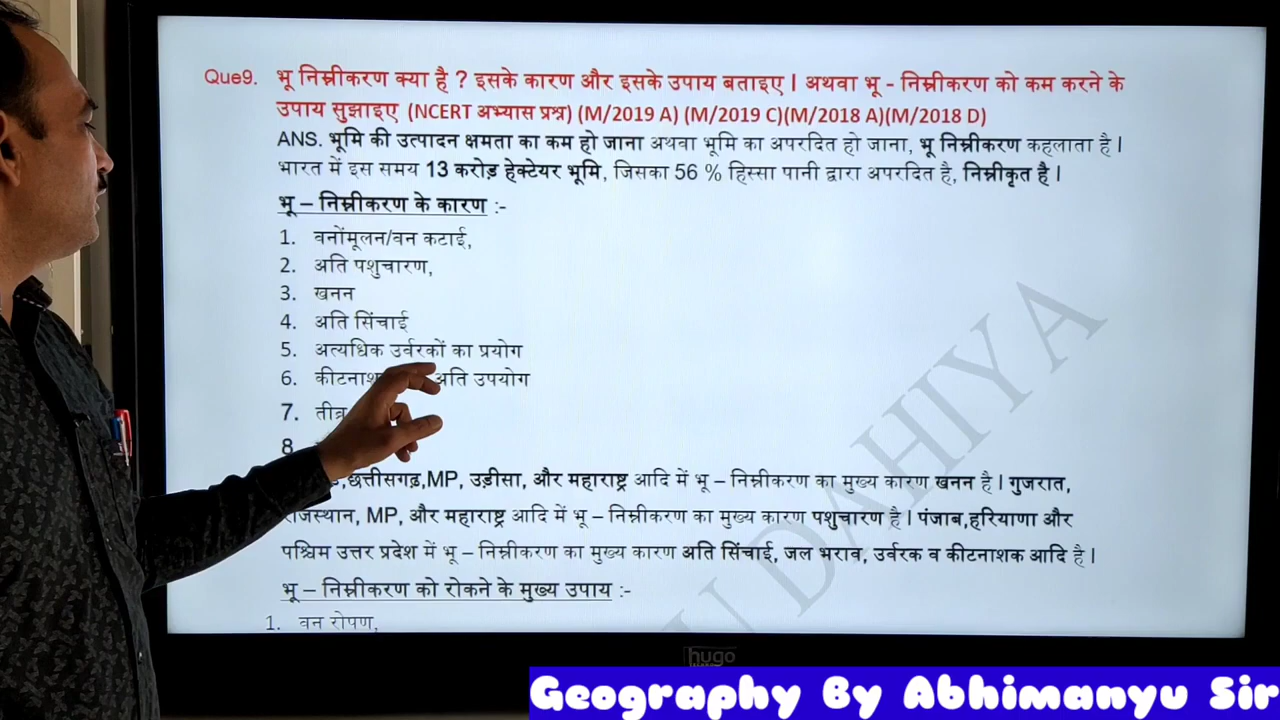 Que9. भू निम्नीकरण क्या है ? इसके कारण और इसके उपाय बताइए | अथवा भू - निम्नीकरण को कम करने के
उपाय सुझाइए (NCERT अभ्यास प्रश्न) (M/2019 A) (M/2019 C)(M/2018 A)(M/2018 D)
ANS. भूमि की उत्पादन क्षमता का कम हो जाना अथवा भूमि का अपरदित हो जाना, भू निम्नीकरण कहलाता है |
भारत में इस समय 13 करोड़ हेक्टेयर भूमि, जिसका 56 % हिस्सा पानी द्वारा अपरदित है, निम्नीकृत है |
भू – निम्नीकरण के कारण :-
1. वनोंमूलन/वन कटाई,
2. अति पशुचारण,
3. खनन
4. अति सिंचाई
5. अत्यधिक उर्वरकों का प्रयोग
6. अति उपयोग
7. तीव्र
8
छत्तीसगढ़,MP, उड़ीसा, और महाराष्ट्र आदि में भू – निम्नीकरण का मुख्य कारण खनन है | गुजरात,
राजस्थान, MP, और महाराष्ट्र आदि में भू – निम्नीकरण का मुख्य कारण पशुचारण है | पंजाब,हरियाणा और
पश्चिम उत्तर प्रदेश में भू – निम्नीकरण का मुख्य कारण अति सिंचाई, जल भराव, उर्वरक व कीटनाशक आदि है |
भू – निम्नीकरण को रोकने के मुख्य उपाय :-
1. वन रोपण,
U DAHIYA
hugo
Geography By Abhimanyu Sir